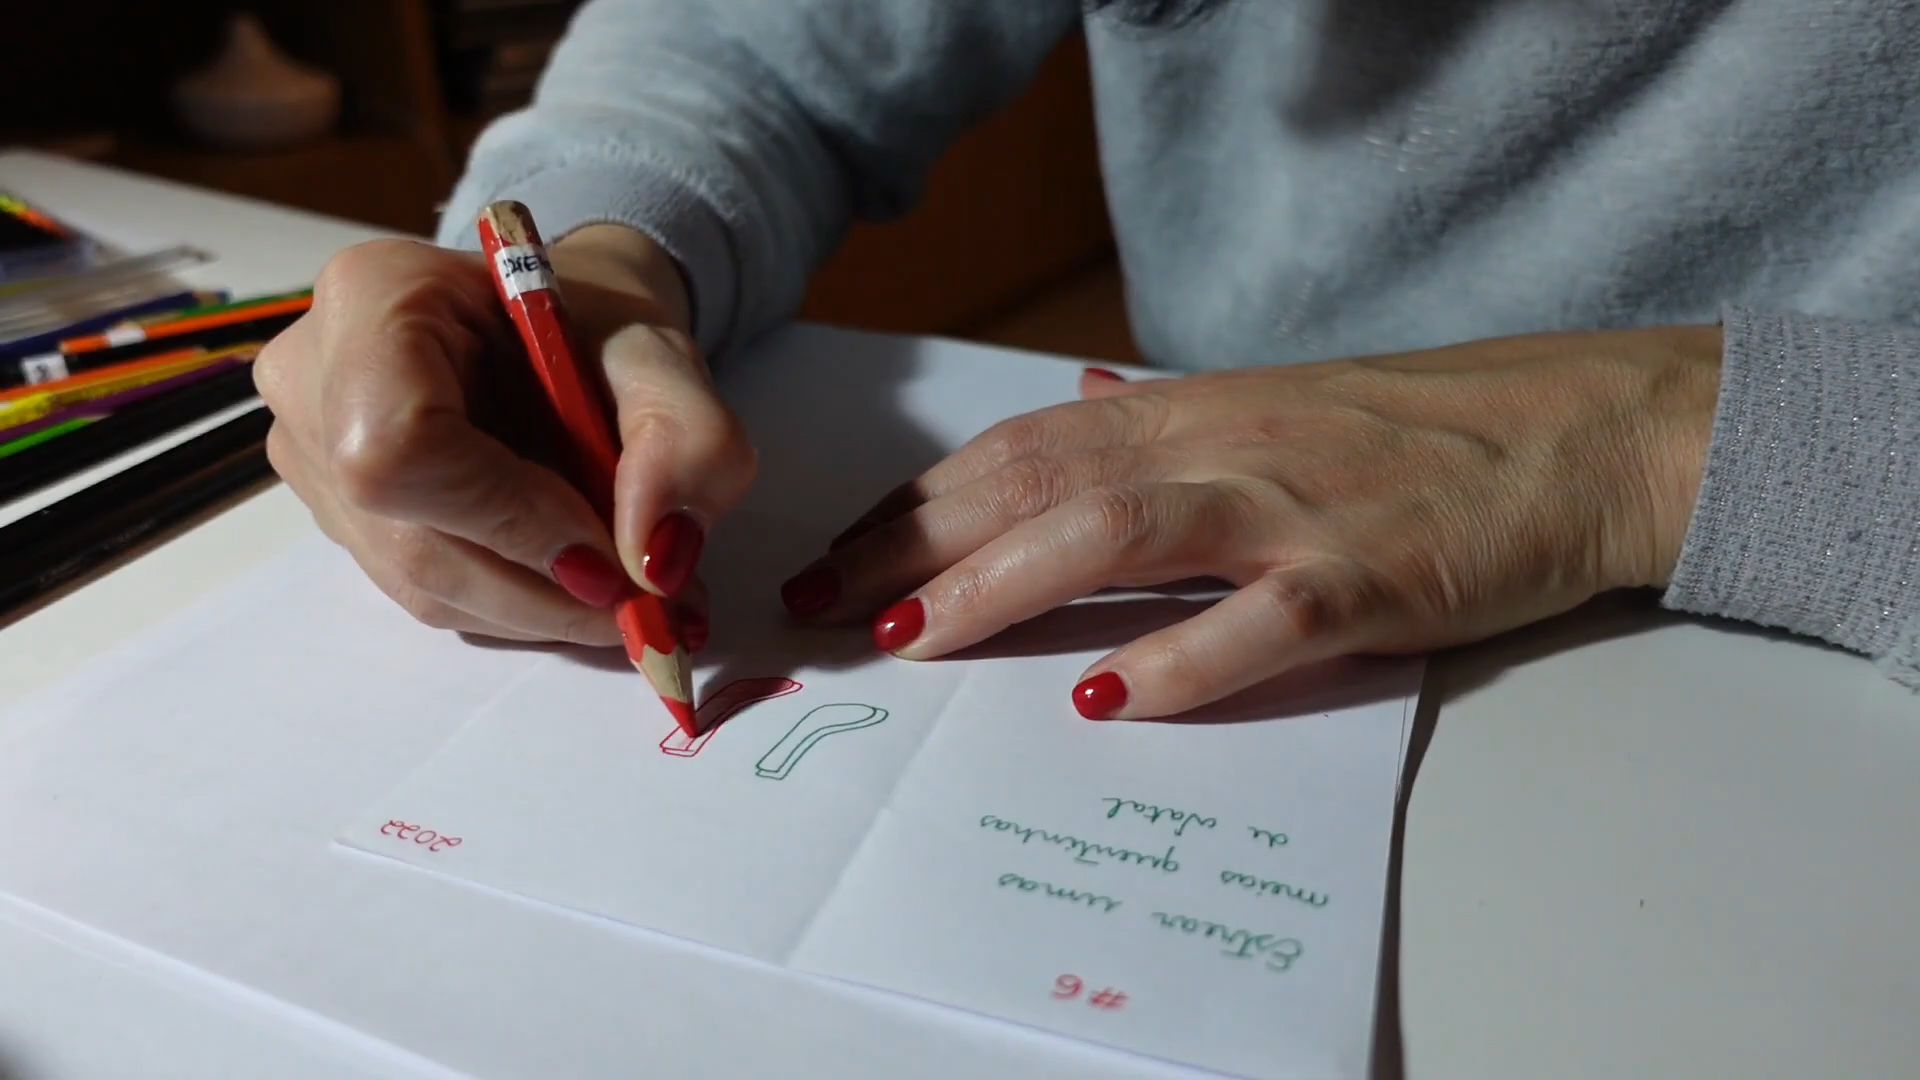 #6
Estrear umas
meias quentinhas
de Natal
2022